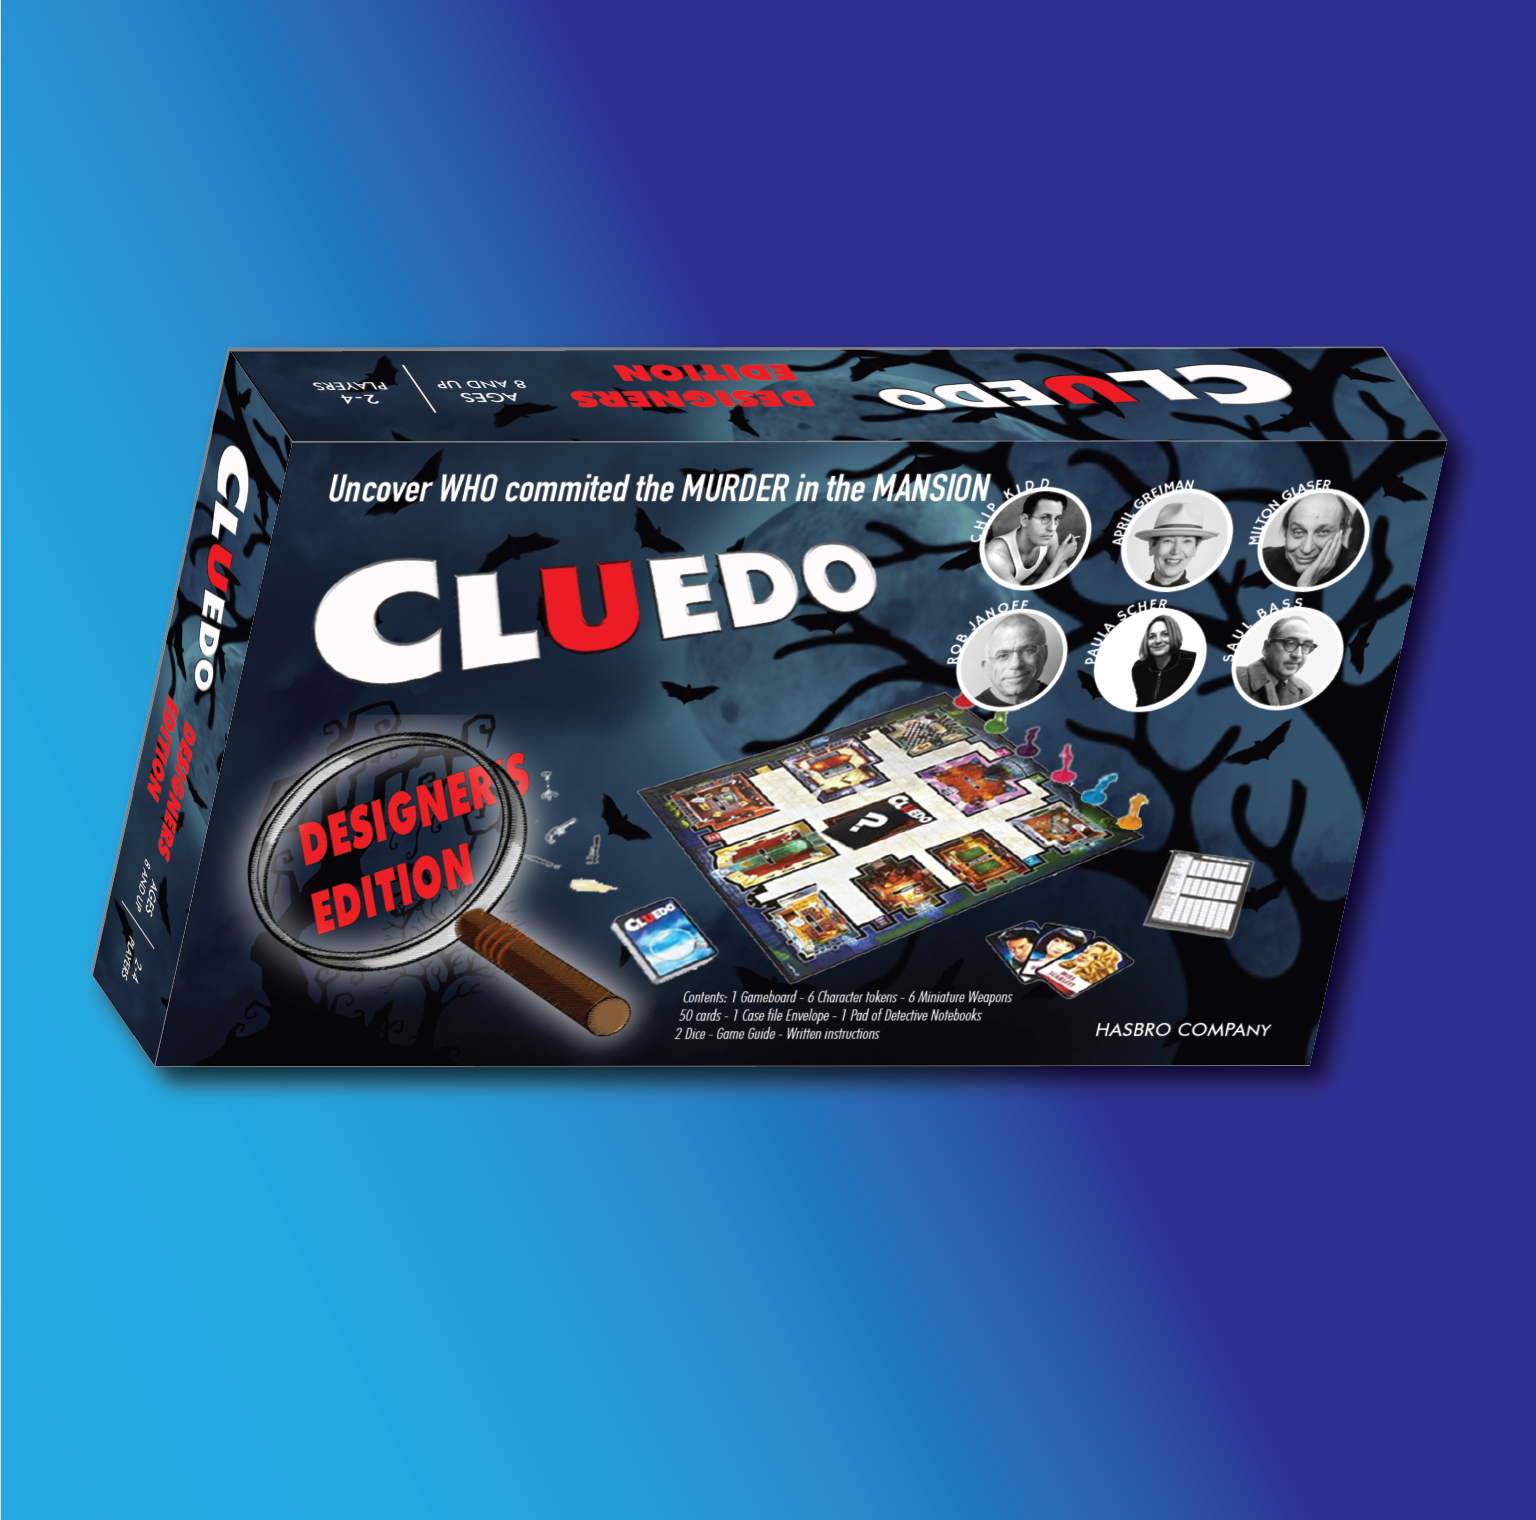 2-4
PLAYERS
AGES
8 AND UP
DESIGNERS
EDITION
CLUEDO
CLUEDO
DESIGNERS
EDITION
AGES
8 AND UP
2-4
PLAYERS
Uncover WHO commited the MURDER in the MANSION
CHIP KIDD
APRIL GREIMAN
MILTON GLASER
CLUEDO
ROB JANOFF
PAULA SCHER
SAUL BASS
DESIGNER'S
EDITION
CLUEDO
?
CLUEDO
Contents: 1 Gameboard - 6 Character tokens - 6 Miniature Weapons
50 cards - 1 Case file Envelope - 1 Pad of Detective Notebooks
2 Dice - Game Guide - Written instructions
HASBRO COMPANY